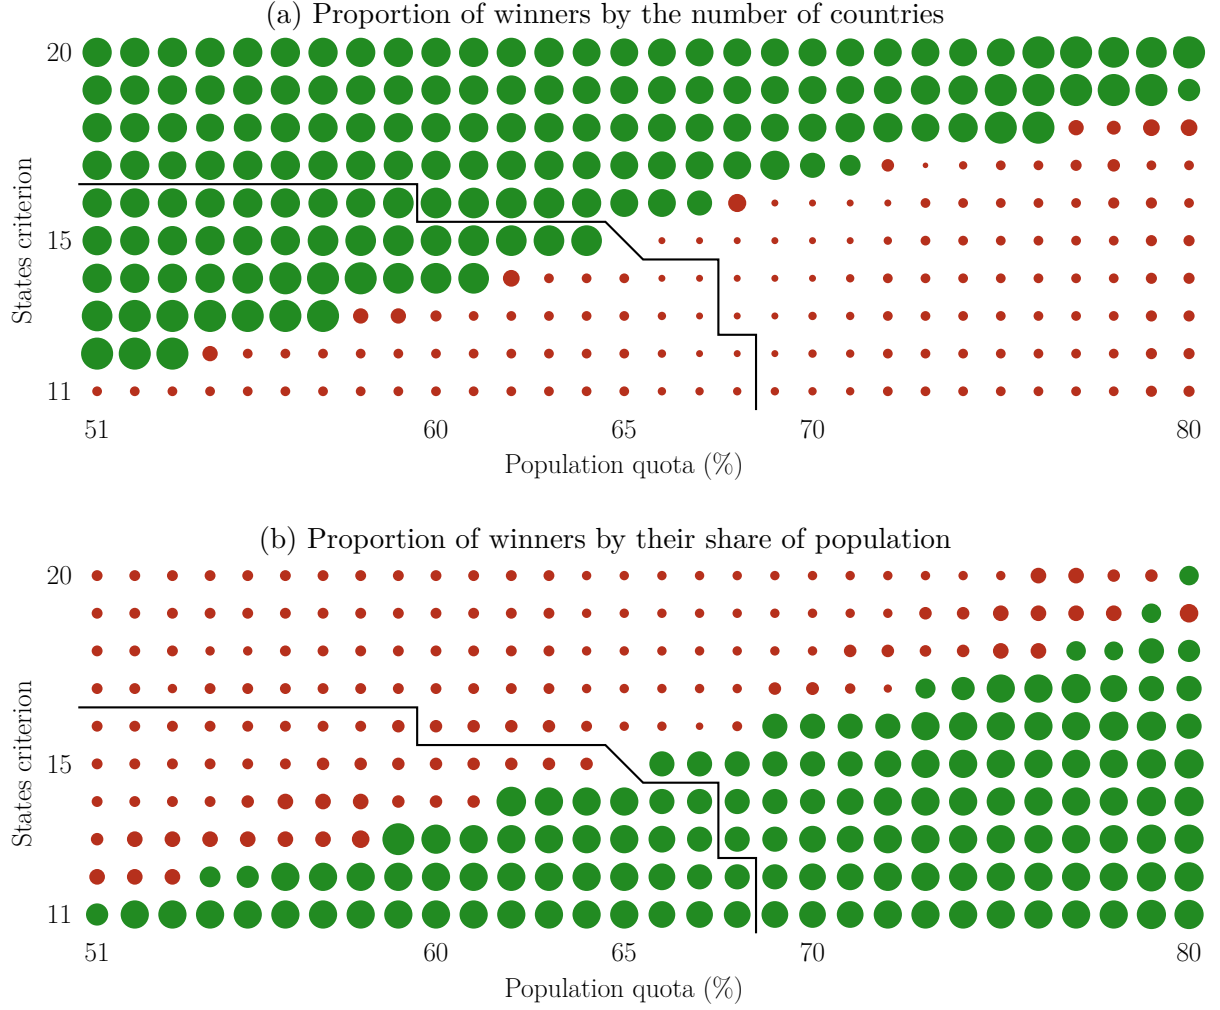 (a) Proportion of winners by the number of countries
20
15
11
States criterion
51 60 65 70 80
Population quota (%)
(b) Proportion of winners by their share of population
20
15
11
States criterion
51 60 65 70 80
Population quota (%)